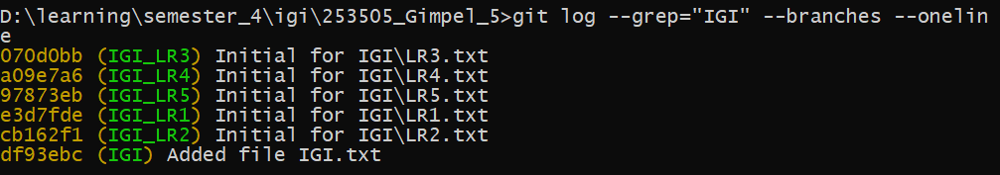 D:\learning\semester_4\igi\253505_Gimpel_5>git log --grep="IGI" --branches --onelin
e
070d0bb (IGI_LR3) Initial for IGI\LR3.txt
a09e7a6 (IGI_LR4) Initial for IGI\LR4.txt
97873eb (IGI_LR5) Initial for IGI\LR5.txt
e3d7fde (IGI_LR1) Initial for IGI\LR1.txt
cb162f1 (IGI_LR2) Initial for IGI\LR2.txt
df93ebc (IGI) Added file IGI.txt